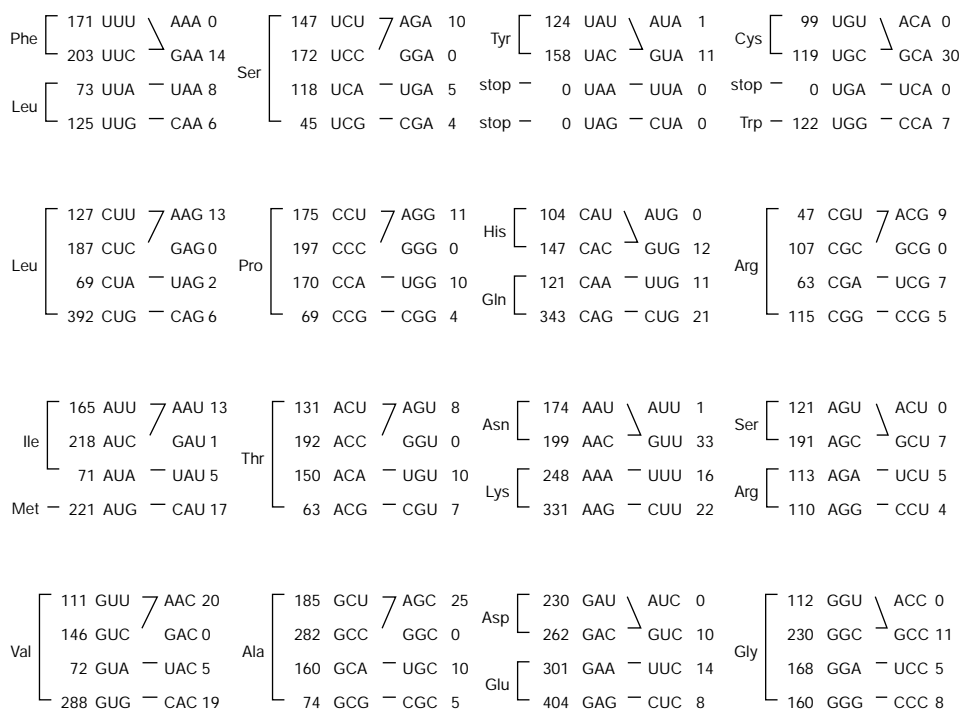 Phe 171 UUU AAA 0 Ser 147 UCU AGA 10 Tyr 124 UAU AUA 1 Cys 99 UGU ACA 0
203 UUC GAA 14 172 UCC GGA 0 158 UAC GUA 11 119 UGC GCA 30
Leu 73 UUA – UAA 8 118 UCA – UGA 5 stop – 0 UAA – UUA 0 stop – 0 UGA – UCA 0
125 UUG – CAA 6 45 UCG – CGA 4 stop – 0 UAG – CUA 0 Trp – 122 UGG – CCA 7
Leu 127 CUU AAG 13 Pro 175 CCU AGG 11 His 104 CAU AUG 0 Arg 47 CGU ACG 9
187 CUC GAG 0 197 CCC GGG 0 147 CAC GUG 12 107 CGC GCG 0
69 CUA – UAG 2 170 CCA – UGG 10 Gln 121 CAA – UUG 11 63 CGA – UCG 7
392 CUG – CAG 6 69 CCG – CGG 4 343 CAG – CUG 21 115 CGG – CCG 5
Ile 165 AUU AAU 13 Thr 131 ACU AGU 8 Asn 174 AAU AUU 1 Ser 121 AGU ACU 0
218 AUC GAU 1 192 ACC GGU 0 199 AAC GUU 33 191 AGC GCU 7
71 AUA – UAU 5 150 ACA – UGU 10 Lys 248 AAA – UUU 16 Arg 113 AGA – UCU 5
Met – 221 AUG – CAU 17 63 ACG – CGU 7 331 AAG – CUU 22 110 AGG – CCU 4
Val 111 GUU AAC 20 Ala 185 GCU AGC 25 Asp 230 GAU AUC 0 Gly 112 GGU ACC 0
146 GUC GAC 0 282 GCC GGC 0 262 GAC GUC 10 230 GGC GCC 11
72 GUA – UAC 5 160 GCA – UGC 10 Glu 301 GAA – UUC 14 168 GGA – UCC 5
288 GUG – CAC 19 74 GCG – CGC 5 404 GAG – CUC 8 160 GGG – CCC 8